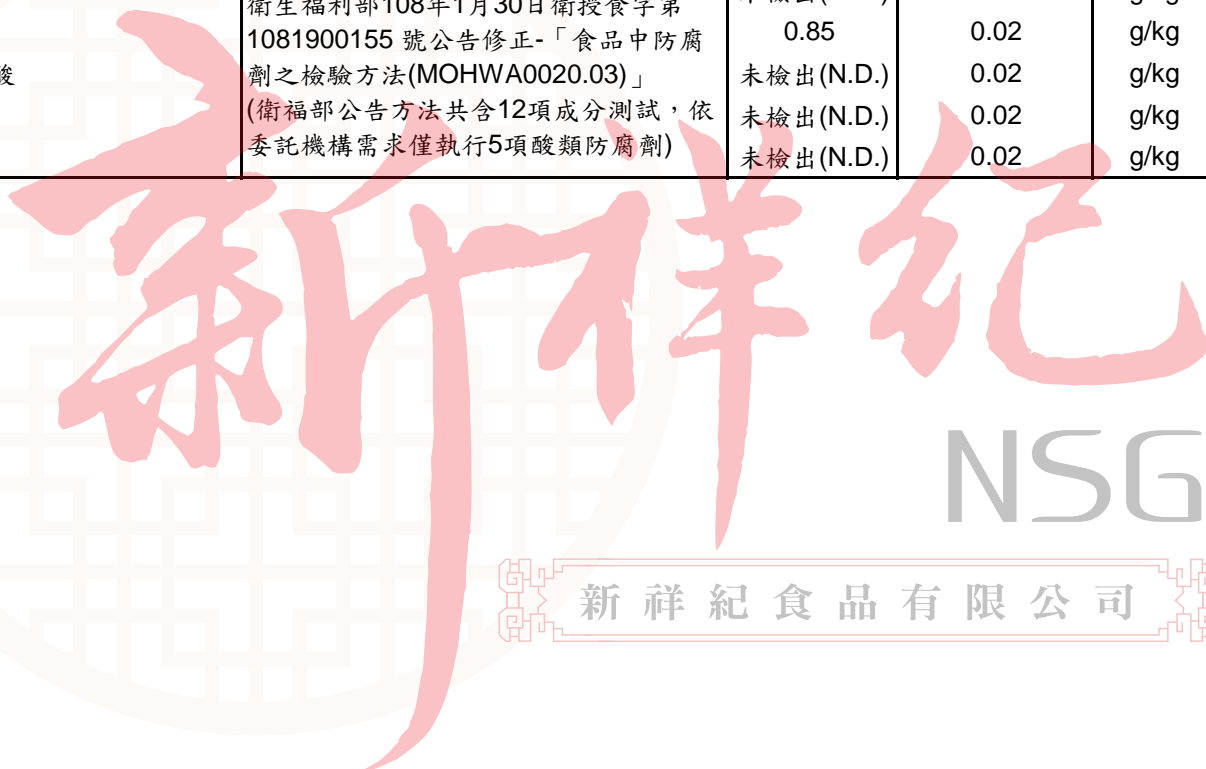 衛生福利部108年1月30日衛授食字第
1081900155 號公告修正-「食品中防腐
劑之檢驗方法(MOHWA0020.03)」
(衛福部公告方法共含12項成分測試，依
委託機構需求僅執行5項酸類防腐劑)
酸
0.85 0.02 g/kg
未檢出(N.D.) 0.02 g/kg
未檢出(N.D.) 0.02 g/kg
未檢出(N.D.) 0.02 g/kg
新祥紀
NSG
新祥紀食品有限公司